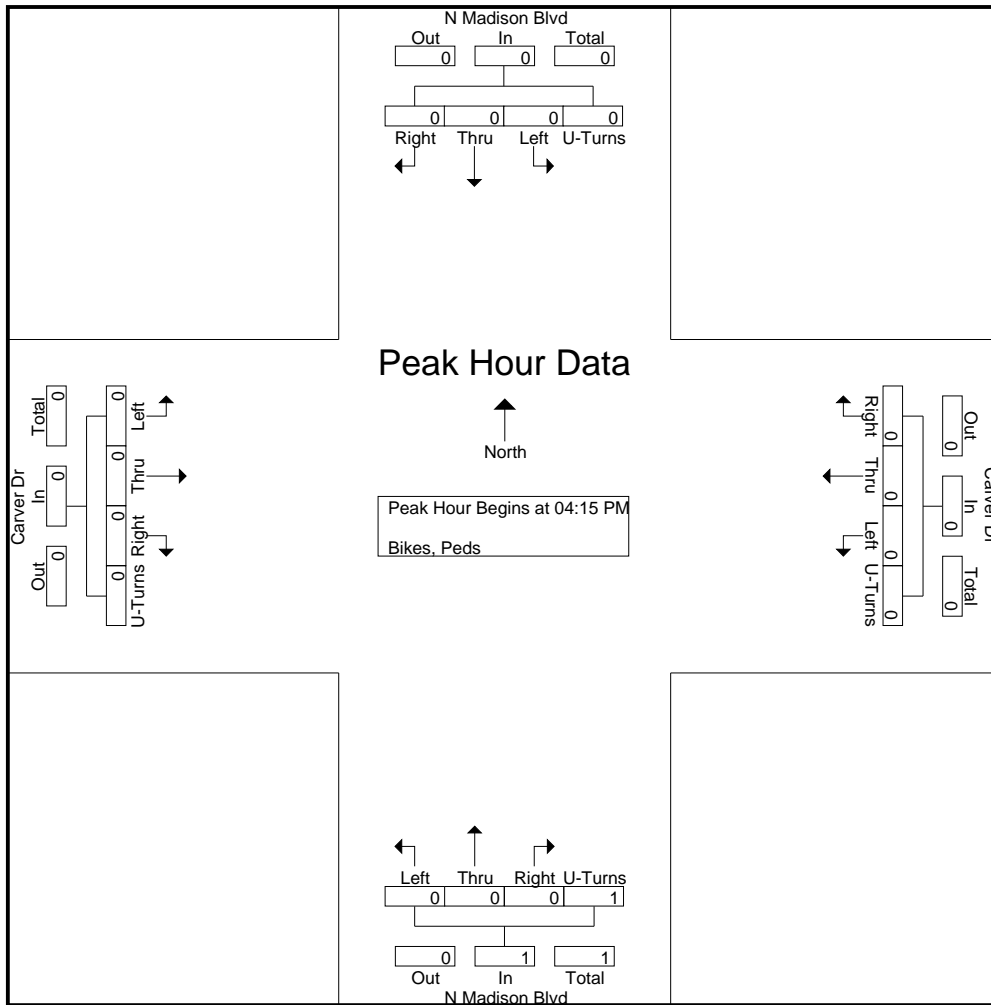 N Madison Blvd
Out In Total
0 0 0
0 0 0 0
Right Thru Left U-Turns
Peak Hour Data
North
Peak Hour Begins at 04:15 PM
Bikes, Peds
Carver Dr
Total In Out
0 0 0
0 0 0 0
Left Thru Right U-Turns
Right Thru Left U-Turns
0 0 0 0
0 0 0
Out In Total
Carver Dr
Left Thru Right U-Turns
0 0 0 1
0 1 1
Out In Total
N Madison Blvd